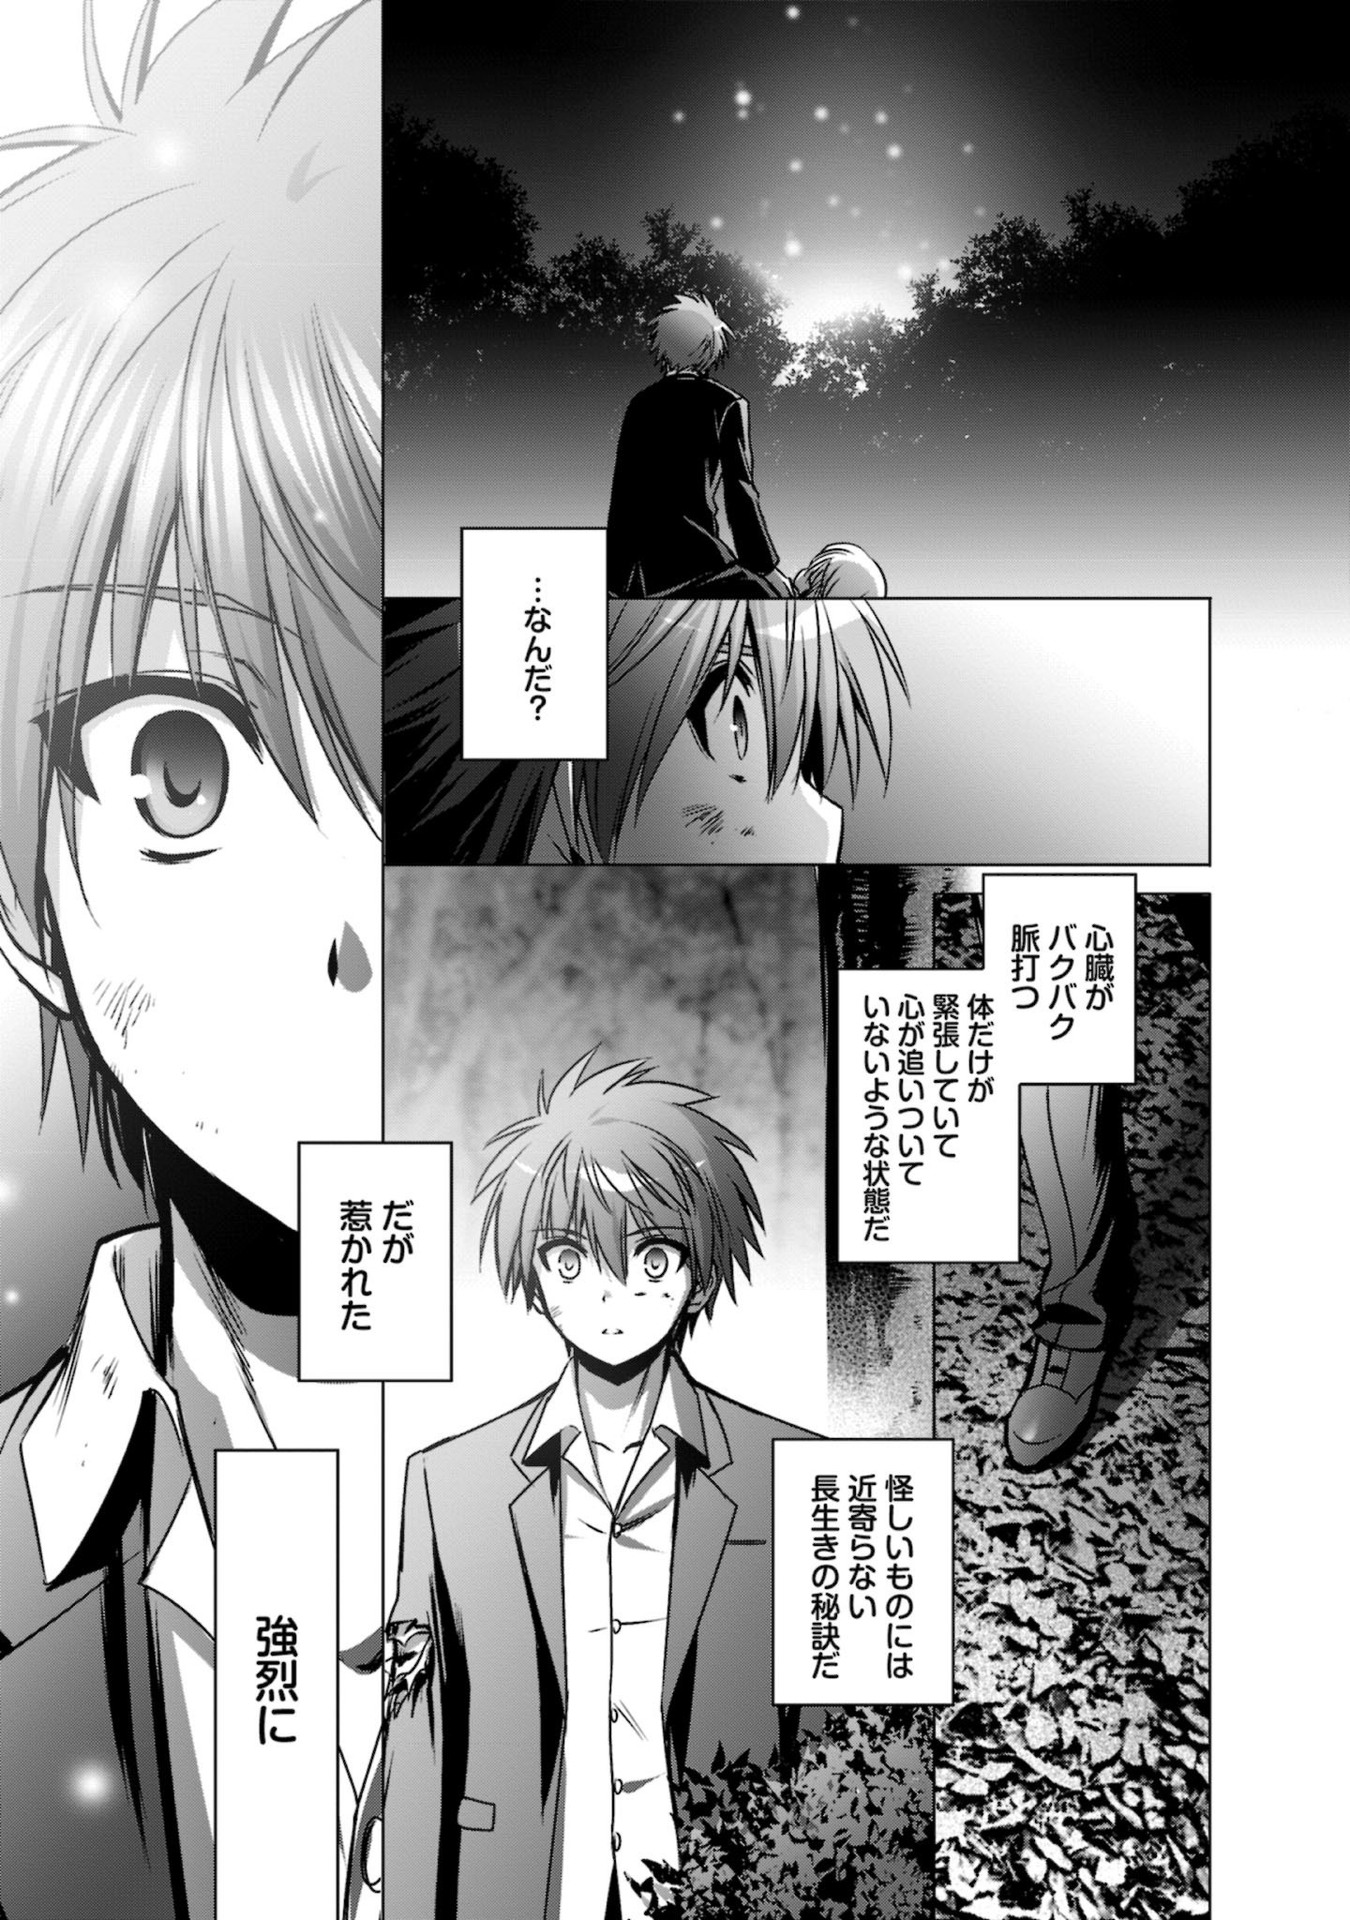 …なんだ？
心臓が
バクバク
脈打つ
体だけが
緊張していて
心が追いついて
いないような状態だ
怪しいものには
近寄らない
長生きの秘訣だ
だが
惹かれた
強烈に